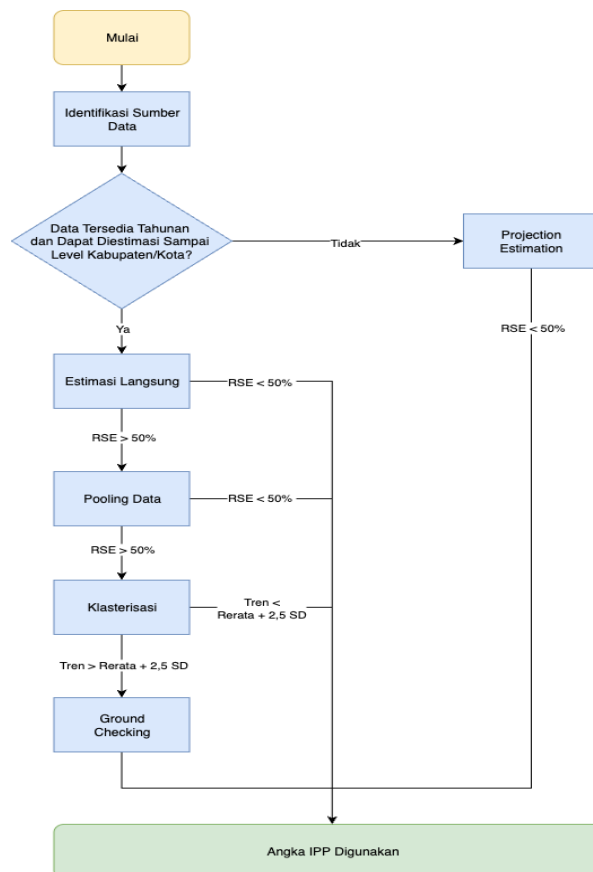 Mulai
Identifikasi Sumber
Data
Data Tersedia Tahunan
dan Dapat Diestimasi Sampai
Level Kabupaten/Kota?
Tidak
Projection
Estimation
Ya
RSE < 50%
Estimasi Langsung
RSE < 50%
RSE > 50%
Pooling Data
RSE < 50%
RSE > 50%
Klasterisasi
Tren <
Rerata + 2,5 SD
Tren > Rerata + 2,5 SD
Ground
Checking
Angka IPP Digunakan